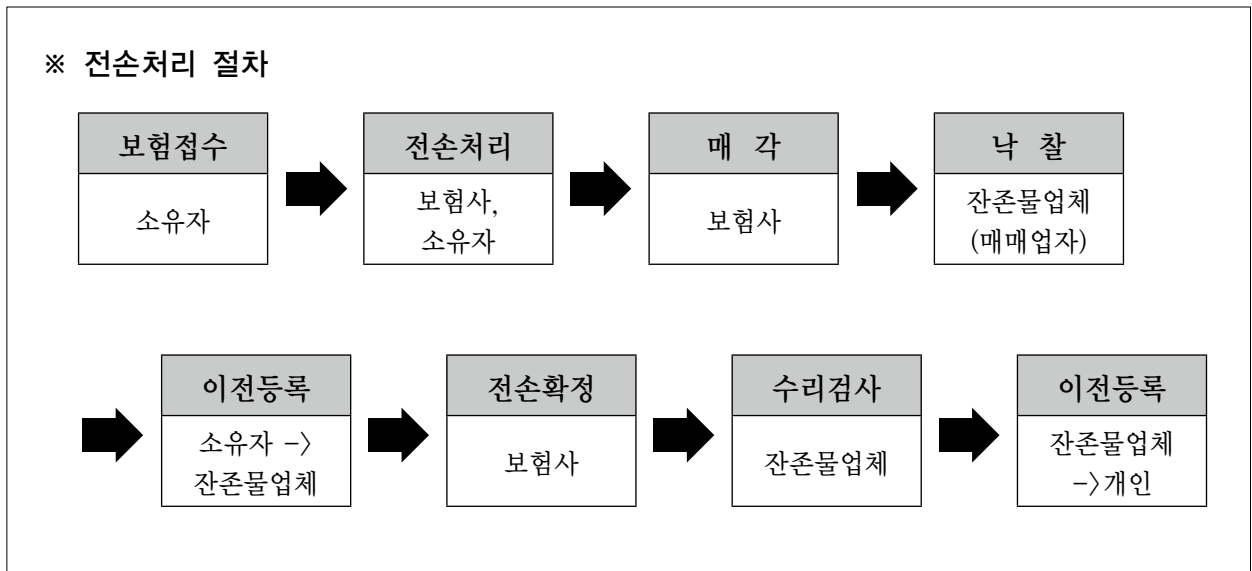 ※ 전손처리 절차
보험접수
소유자
전손처리
보험사,
소유자
매 각
보험사
낙 찰
잔존물업체
(매매업자)
이전등록
소유자 -〉
잔존물업체
전손확정
보험사
수리검사
잔존물업체
이전등록
잔존물업체
-〉개인